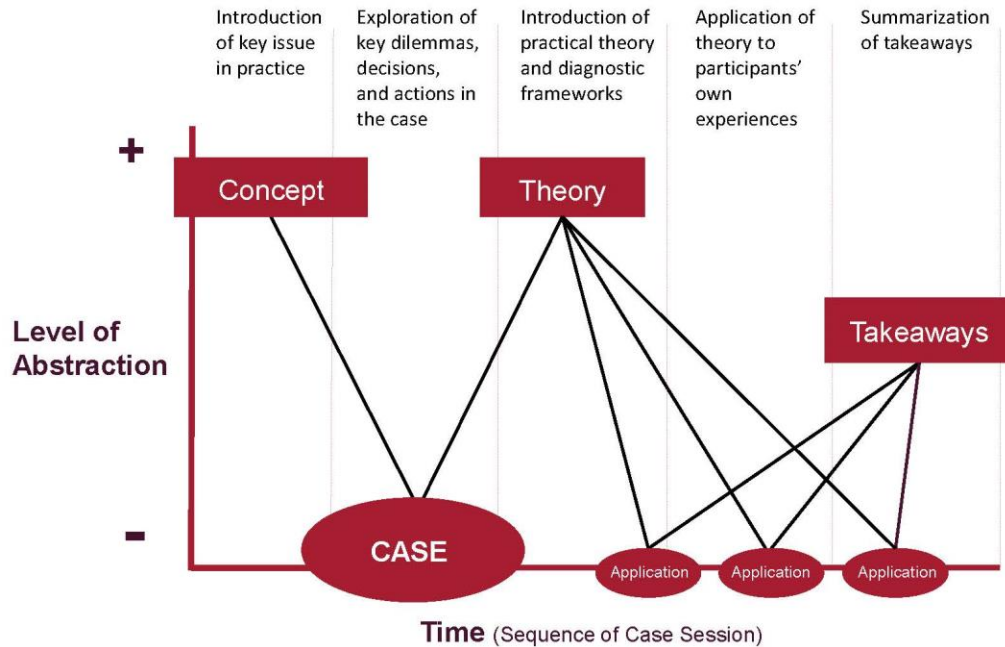 Introduction
of key issue
in practice
Exploration of
key dilemmas,
decisions,
and actions in
the case
Introduction of
practical theory
and diagnostic
frameworks
Application of
theory to
participants’
own
experiences
Summarization
of takeaways
+
Concept
Theory
Level of
Abstraction
Takeaways
-
CASE
Application
Application
Application
Time (Sequence of Case Session)